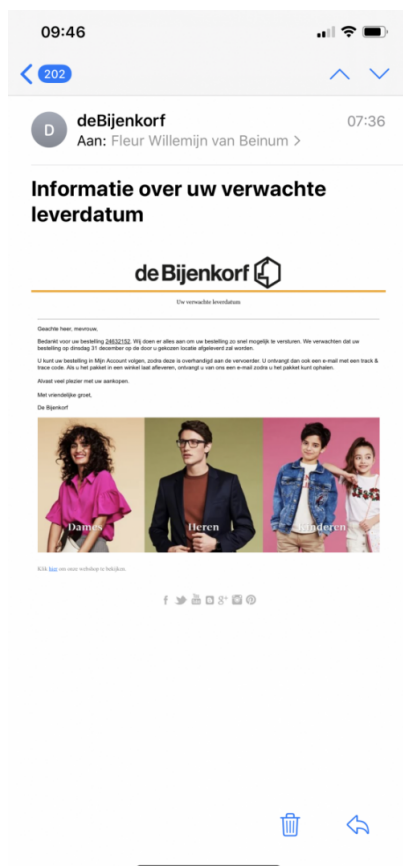 09:46
202
D
deBijenkorf
07:36
Aan: Fleur Willemijn van Beinum >
Informatie over uw verwachte
leverdatum
de Bijenkorf
Uw verwachte leverdatum
Geachte heer, mevrouw,
Bedankt voor uw bestelling 24632152. Wij doen er alles aan om uw bestelling zo snel mogelijk te versturen. We verwachten dat uw
bestelling op dinsdag 31 december op de door u gekozen locatie afgeleverd zal worden.
U kunt uw bestelling in Mijn Account volgen, zodra deze is overhandigd aan de vervoerder. U ontvangt dan ook een e-mail met een track &
trace code. Als u het pakket in een winkel laat afleveren, ontvangt u van ons een e-mail zodra u het pakket kunt ophalen.
Alvast veel plezier met uw aankopen.
Met vriendelijke groet,
De Bijenkorf
Dames
Heren
Kinderen
Klik hier om onze webshop te bekijken.